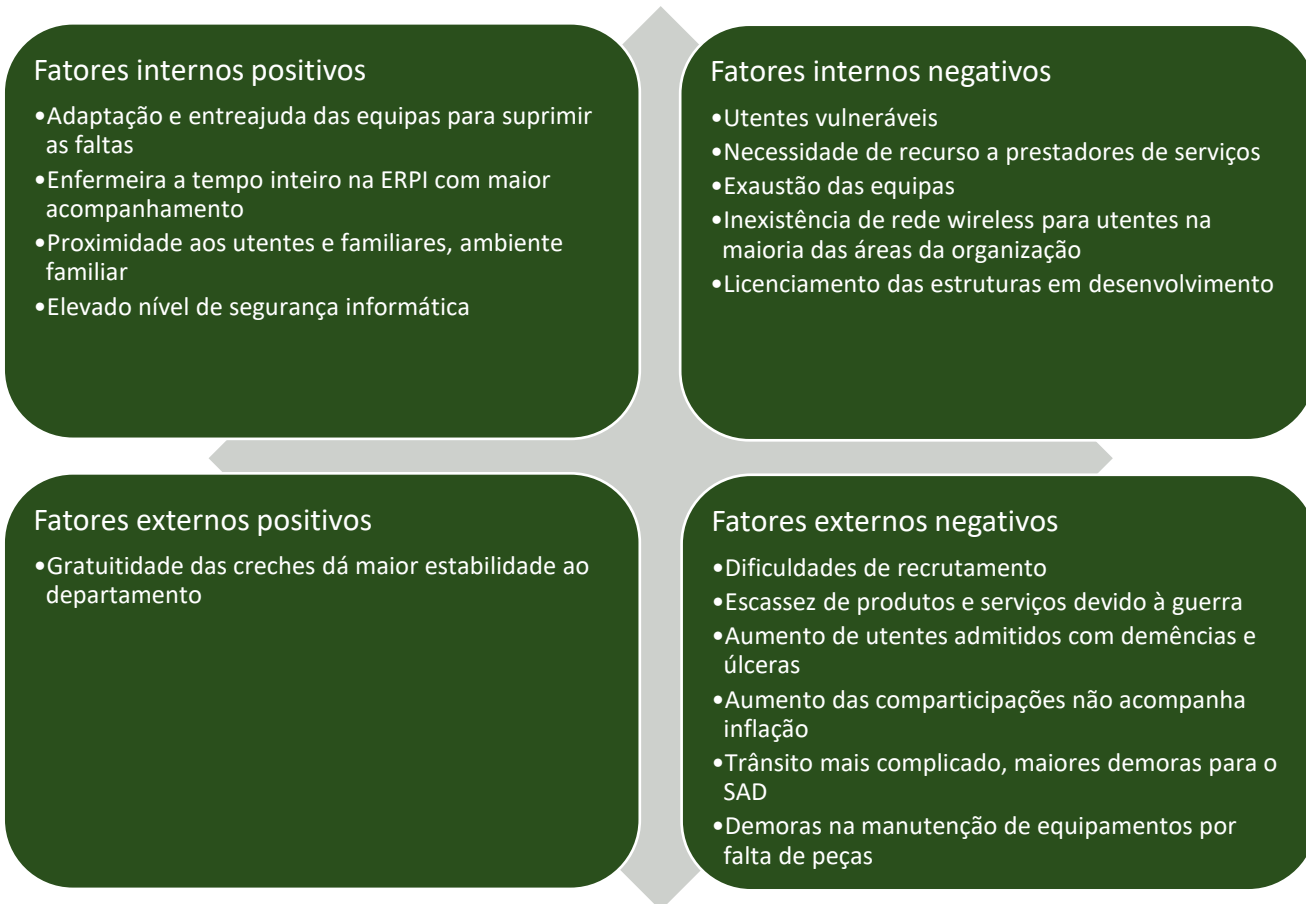 Fatores internos positivos
•Adaptação e entreajuda das equipas para suprimir
as faltas
•Enfermeira a tempo inteiro na ERPI com maior
acompanhamento
•Proximidade aos utentes e familiares, ambiente
familiar
•Elevado nível de segurança informática
Fatores internos negativos
•Utentes vulneráveis
•Necessidade de recurso a prestadores de serviços
•Exaustão das equipas
•Inexistência de rede wireless para utentes na
maioria das áreas da organização
•Licenciamento das estruturas em desenvolvimento
Fatores externos positivos
•Gratuitidade das creches dá maior estabilidade ao
departamento
Fatores externos negativos
•Dificuldades de recrutamento
•Escassez de produtos e serviços devido à guerra
•Aumento de utentes admitidos com demências e
úlceras
•Aumento das comparticipações não acompanha
inflação
•Trânsito mais complicado, maiores demoras para o
SAD
•Demoras na manutenção de equipamentos por
falta de peças